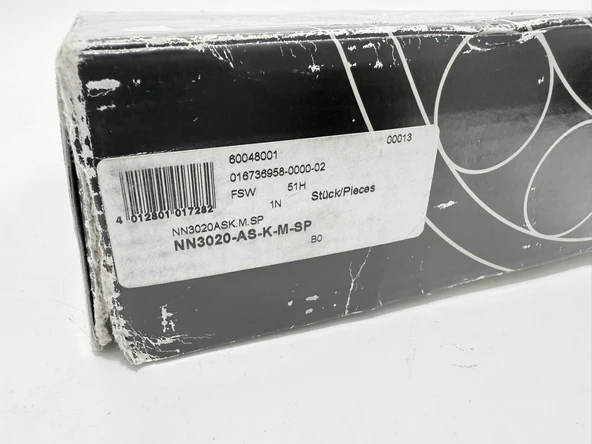 60048001
00013
016736958-0000-02
FSW 51H
1N Stück/Pieces
4 012801 017282
NN3020ASK.M.SP
NN3020-AS-K-M-SP
B0